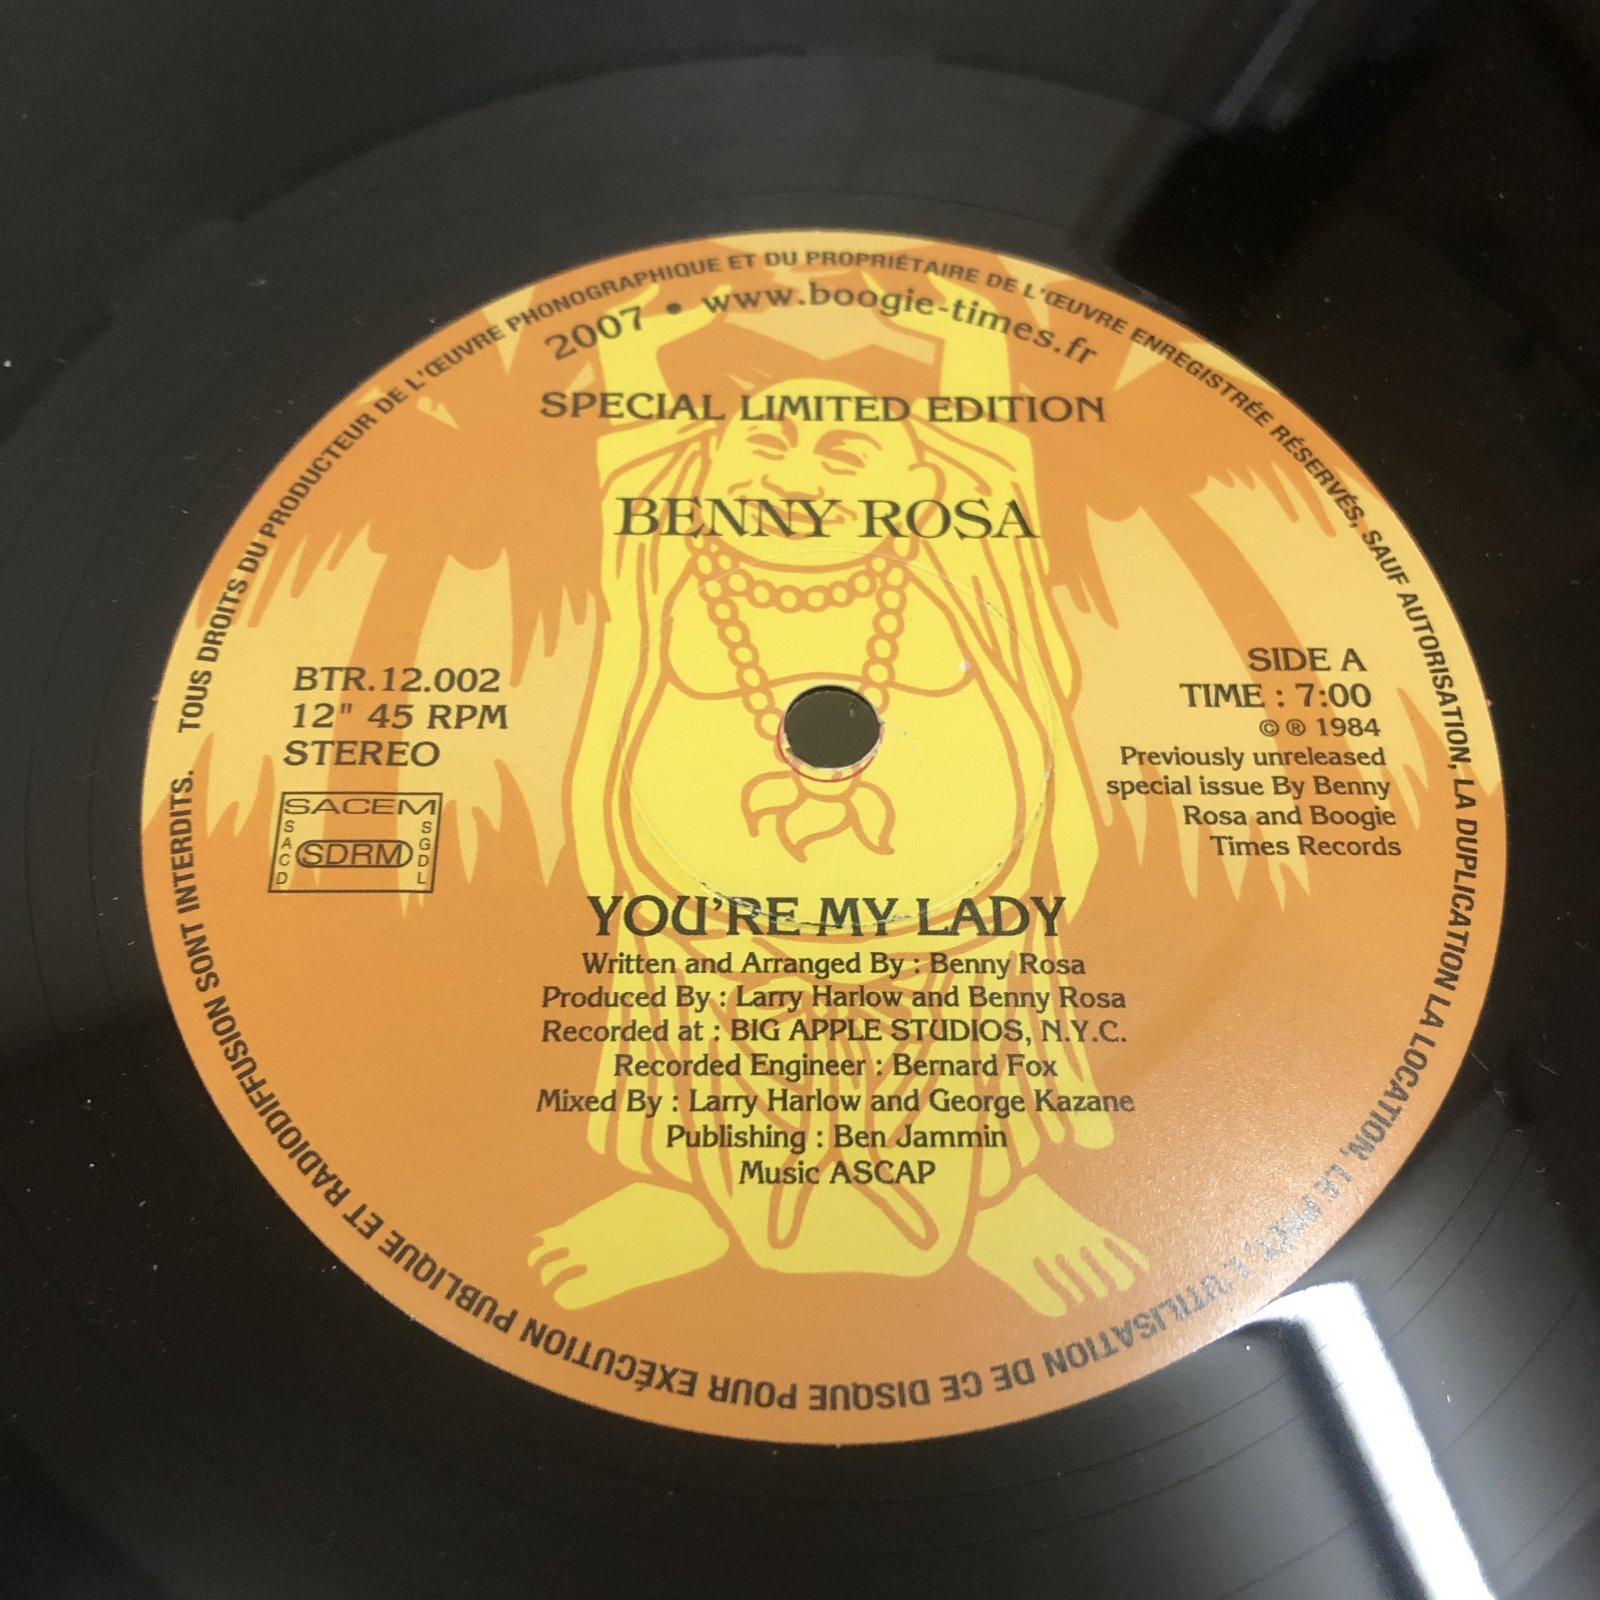 TOUS DROITS DU PRODUCTEUR DE L'ŒUVRE PHONOGRAPHIQUE ET DU PROPRIÉTAIRE DE L'ŒUVRE ENREGISTRÉE RÉSERVÉS, SAUF AUTORISATION, LA DUPLICATION, LA LOCATION, LE PRÊT, L'UTILISATION DE CE DISQUE POUR EXÉCUTION PUBLIQUE ET RADIODIFFUSION SONT INTERDITS.
2007 • www.boogie-times.fr
SPECIAL LIMITED EDITION
BENNY ROSA
BTR.12.002
12" 45 RPM
STEREO
SACEM
SACD
SDRM
SGDL
SIDE A
TIME : 7:00
© ® 1984
Previously unreleased
special issue By Benny
Rosa and Boogie
Times Records
YOU'RE MY LADY
Written and Arranged By : Benny Rosa
Produced By : Larry Harlow and Benny Rosa
Recorded at : BIG APPLE STUDIOS, N.Y.C.
Recorded Engineer : Bernard Fox
Mixed By : Larry Harlow and George Kazane
Publishing : Ben Jammin
Music ASCAP